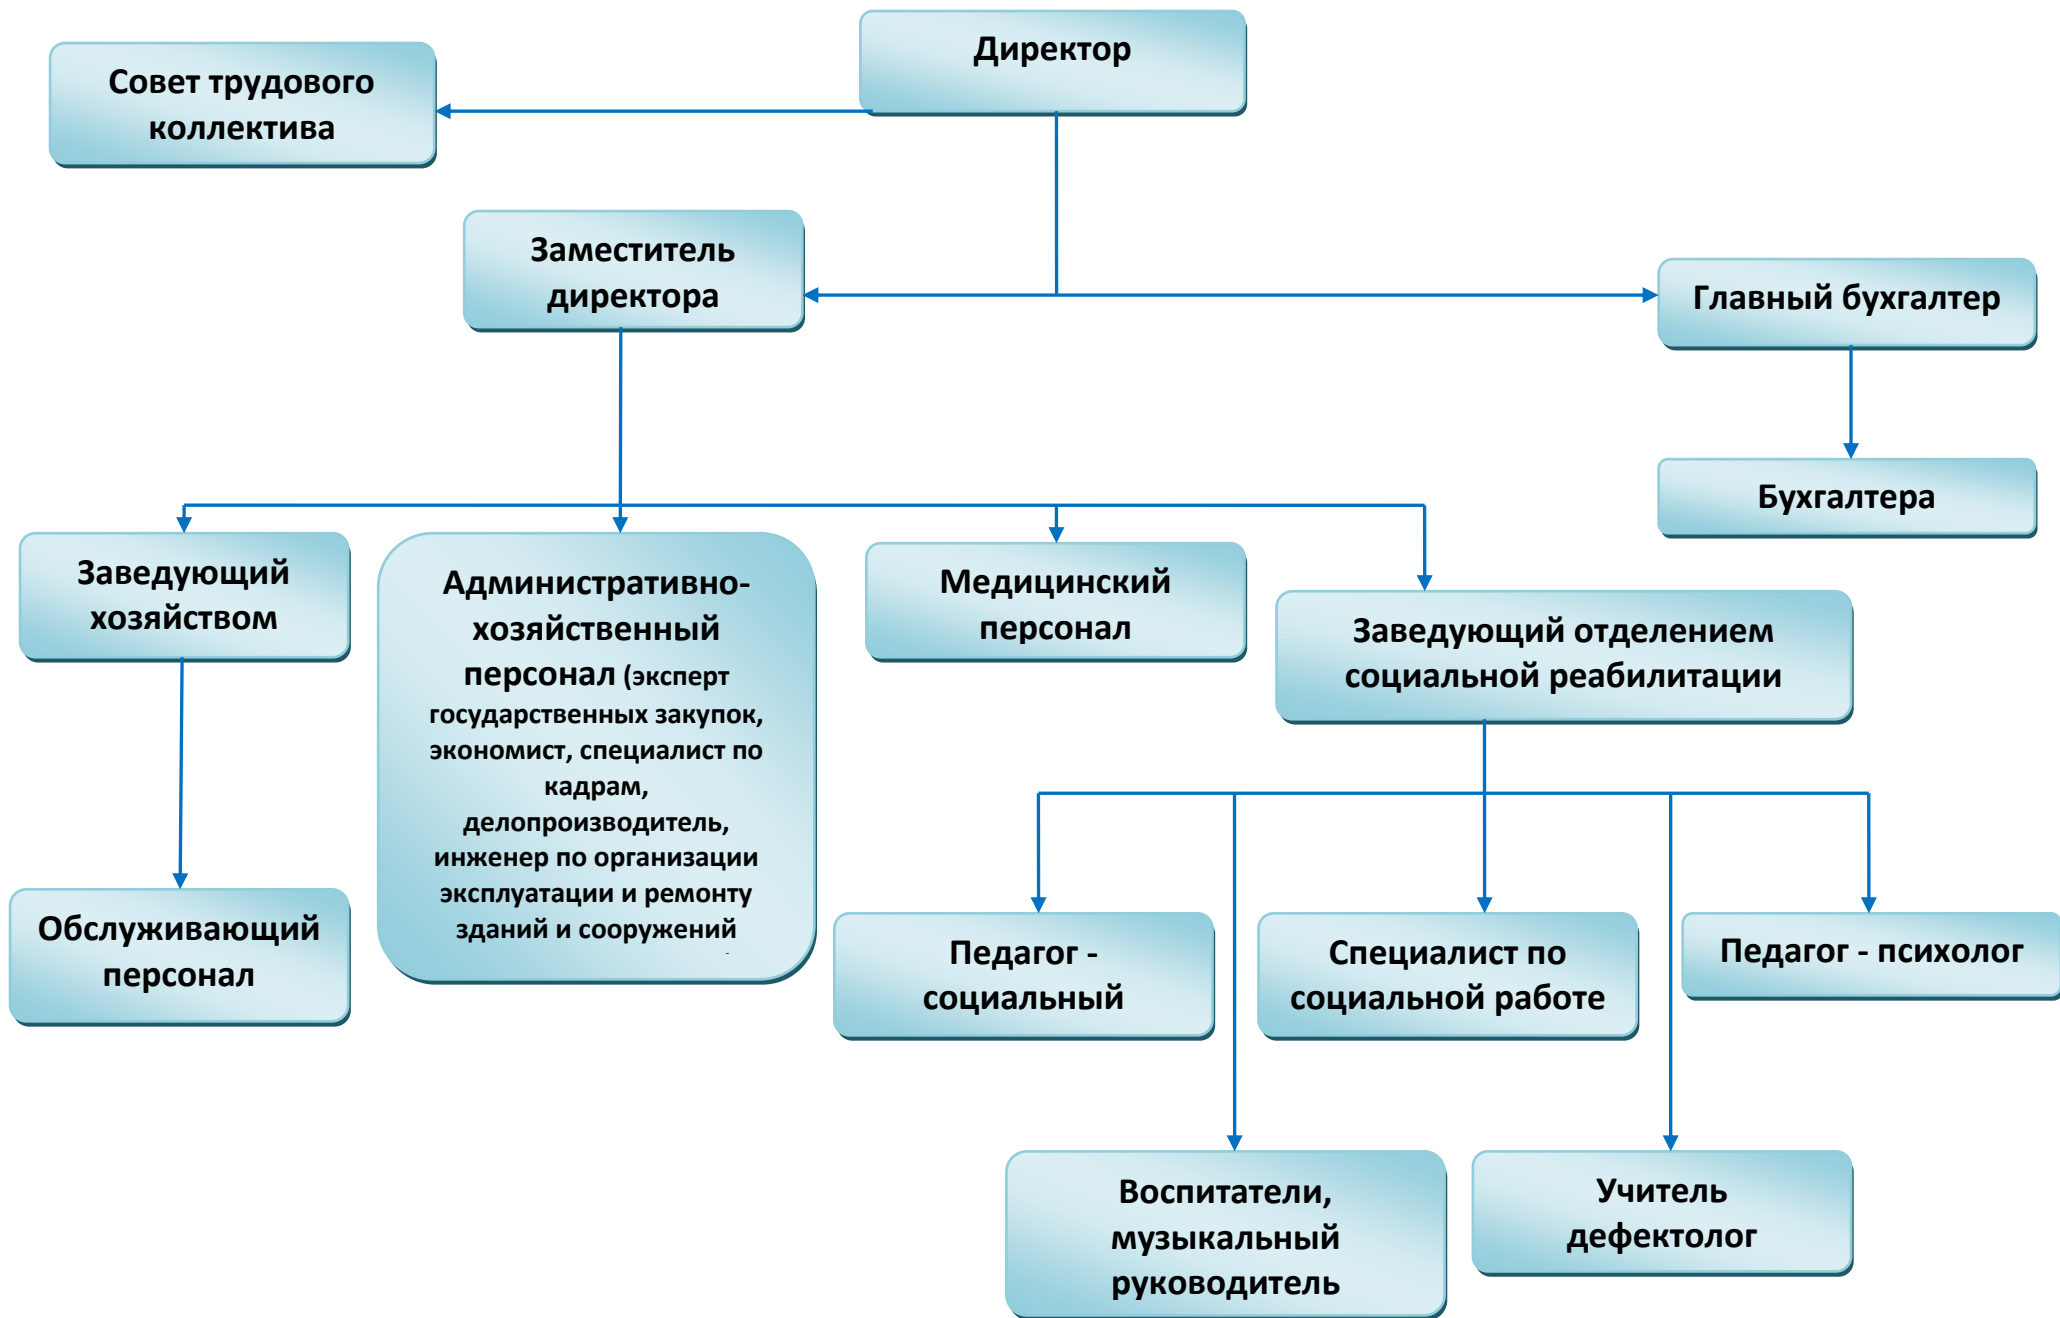 Директор
Совет трудового
коллектива
Заместитель
директора
Главный бухгалтер
Бухгалтера
Заведующий
хозяйством
Административно-
хозяйственный
персонал (эксперт
государственных закупок,
экономист, специалист по
кадрам,
делопроизводитель,
инженер по организации
эксплуатации и ремонту
зданий и сооружений
Медицинский
персонал
Заведующий отделением
социальной реабилитации
Обслуживающий
персонал
Педагог -
социальный
Специалист по
социальной работе
Педагог - психолог
Воспитатели,
музыкальный
руководитель
Учитель
дефектолог